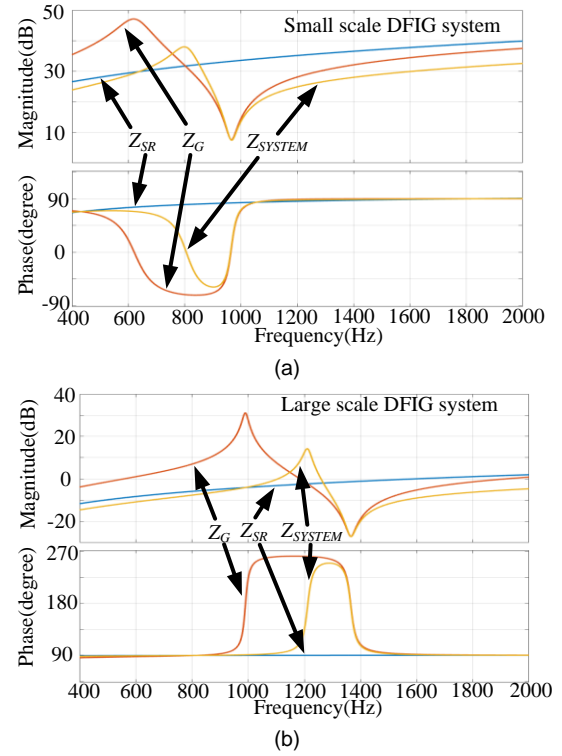 Small scale DFIG system
Magnitude(dB)
50
30
10
Z_SR Z_G Z_SYSTEM
Phase(degree)
90
0
-90
400 600 800 1000 1200 1400 1600 1800 2000
Frequency(Hz)
(a)
Large scale DFIG system
Magnitude(dB)
40
20
0
-20
Z_G Z_SR Z_SYSTEM
Phase(degree)
270
180
90
400 600 800 1000 1200 1400 1600 1800 2000
Frequency(Hz)
(b)